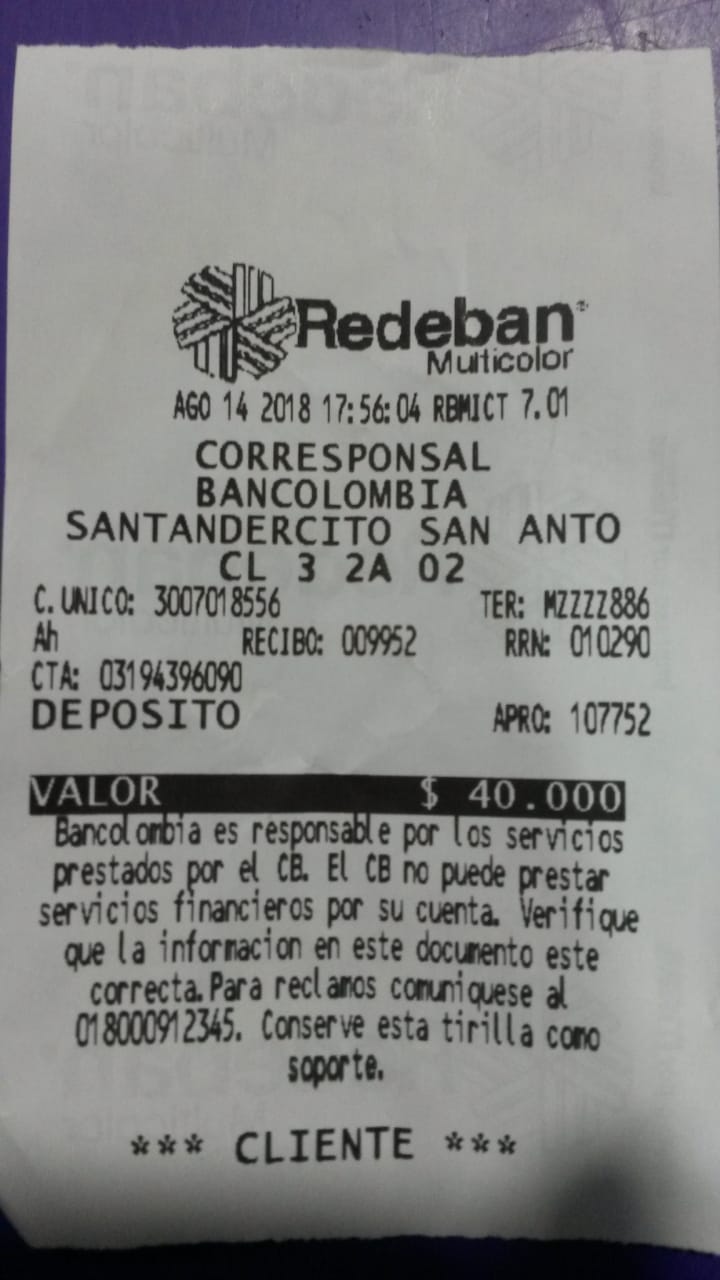 Redeban
Multicolor
AGO 14 2018 17:56:04 RBMICT 7.01
CORRESPONSAL
BANCOLOMBIA
SANTANDERCITO SAN ANTO
CL 3 2A 02
C. UNICO: 3007018556 TER: MZZZZ886
Ah RECIBO: 009952 RRN: 010290
CTA: 03194396090
DEPOSITO APRO: 107752
VALOR $ 40.000
Bancolombia es responsable por los servicios
prestados por el CB. El CB no puede prestar
servicios financieros por su cuenta. Verifique
que la informacion en este documento este
correcta. Para reclamos comuniquese al
018000912345. Conserve esta tirilla como
soporte.
*** CLIENTE ***